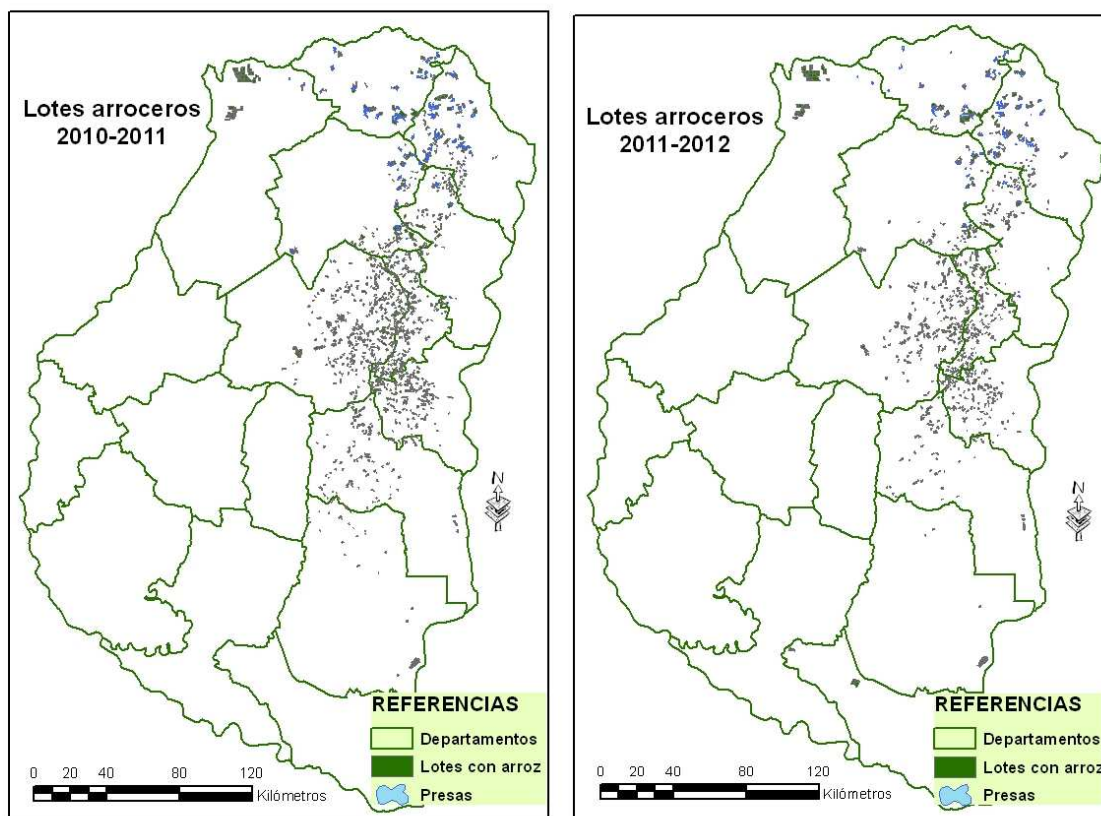 Lotes arroceros
2010-2011
N
REFERENCIAS
Departamentos
Lotes con arroz
Presas
0 20 40 80 120
Kilómetros
Lotes arroceros
2011-2012
N
REFERENCIAS
Departamentos
Lotes con arroz
Presas
0 20 40 80 120
Kilómetros